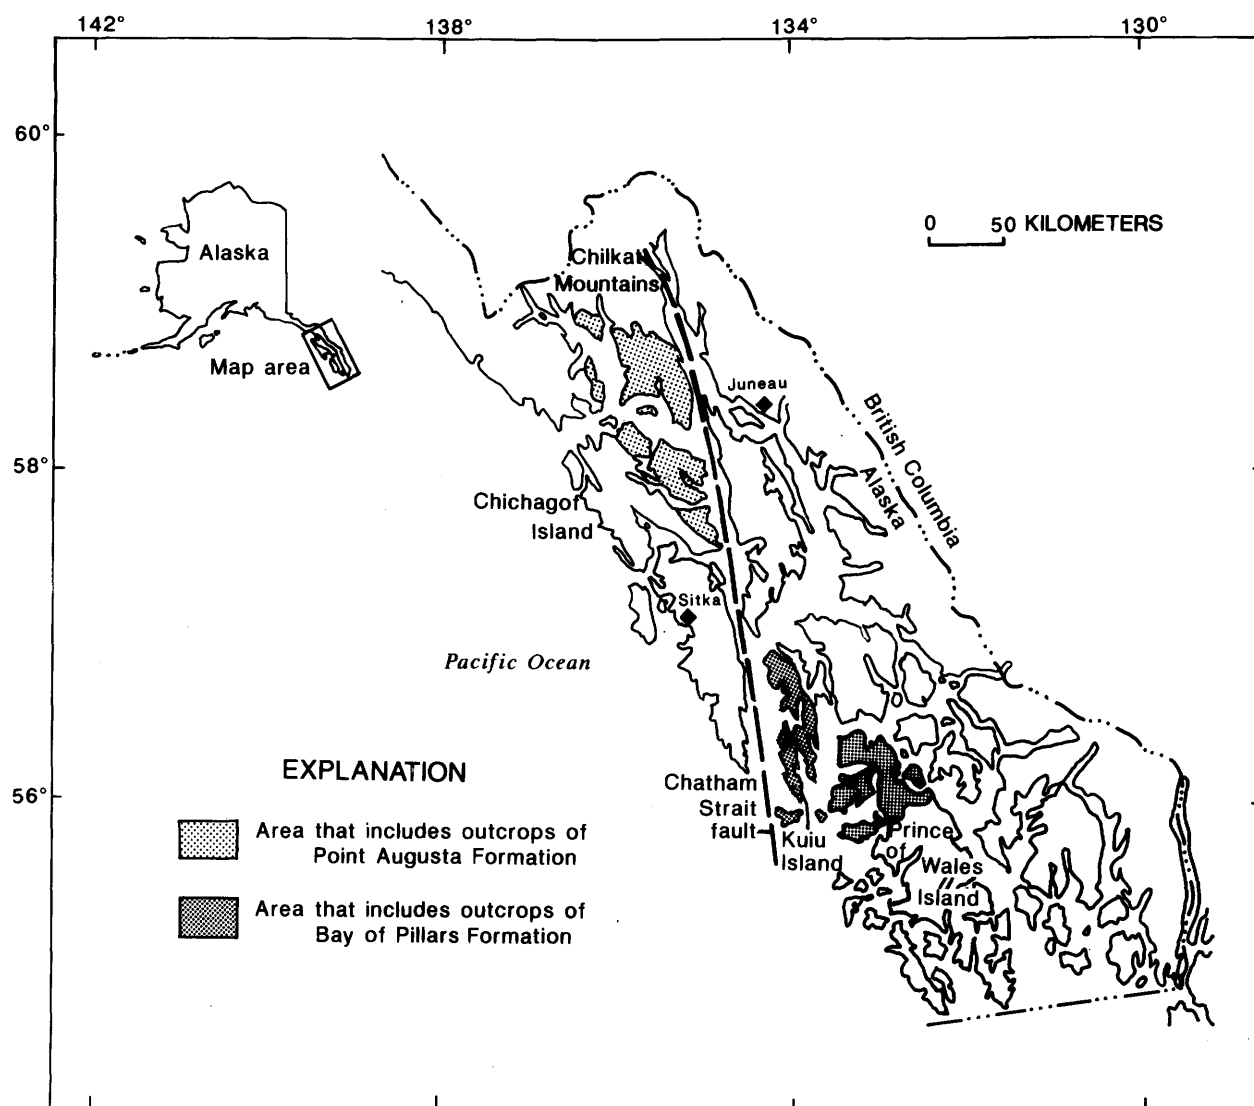 142°
138°
134°
130°
60°
58°
56°
0 50 KILOMETERS
Alaska
Map area
Chilkat
Mountains
Juneau
British Columbia
Alaska
Chichagof
Island
Sitka
Pacific Ocean
EXPLANATION
Area that includes outcrops of
Point Augusta Formation
Area that includes outcrops of
Bay of Pillars Formation
Chatham
Strait
fault
Kuiu
Island
Prince
of
Wales
Island